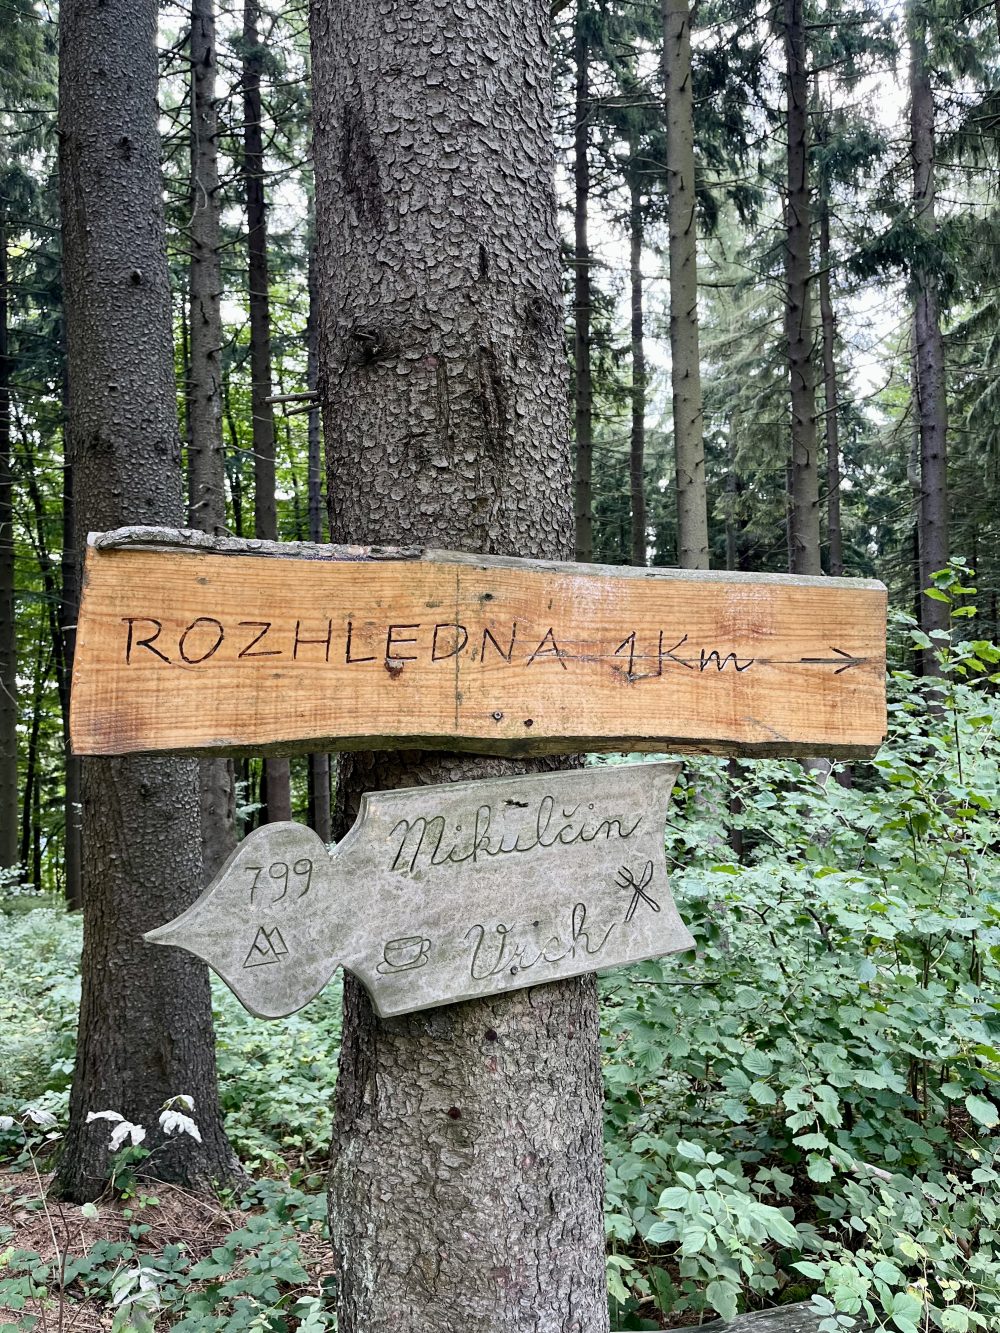 ROZHLEDNA 1Km →
Mikulčin
799
Vrch